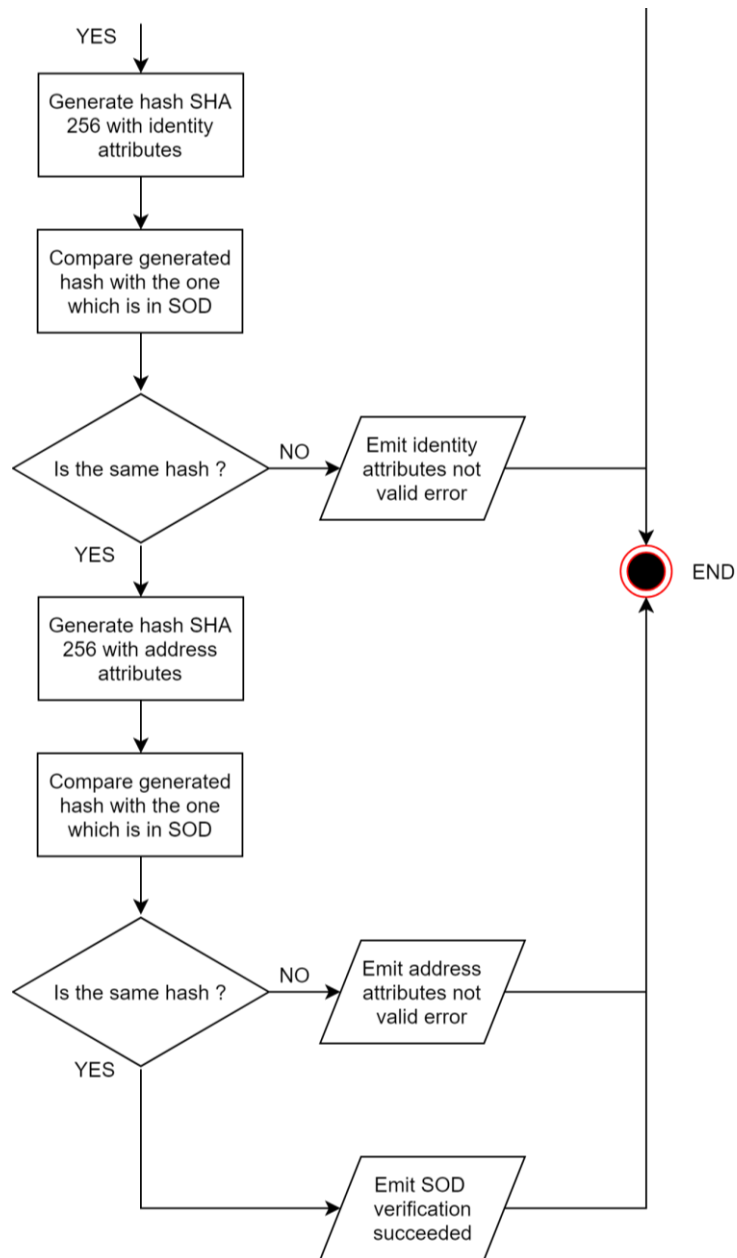 YES
Generate hash SHA
256 with identity
attributes
Compare generated
hash with the one
which is in SOD
Is the same hash ?
NO
Emit identity
attributes not
valid error
YES
END
Generate hash SHA
256 with address
attributes
Compare generated
hash with the one
which is in SOD
Is the same hash ?
NO
Emit address
attributes not
valid error
YES
Emit SOD
verification
succeeded